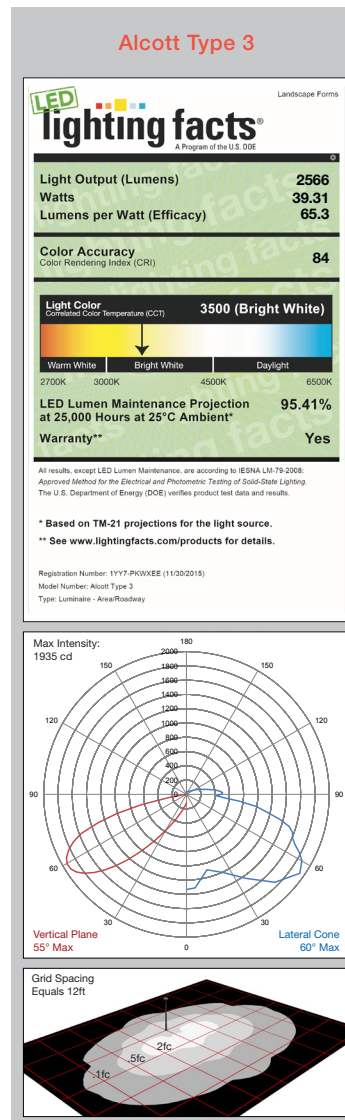 Alcott Type 3
LED
Landscape Forms
lighting facts®
A Program of the U.S. DOE
Light Output (Lumens) 2566
Watts 39.31
Lumens per Watt (Efficacy) 65.3
Color Accuracy
Color Rendering Index (CRI) 84
Light Color
Correlated Color Temperature (CCT) 3500 (Bright White)
Warm White Bright White Daylight
2700K 3000K 4500K 6500K
LED Lumen Maintenance Projection
at 25,000 Hours at 25°C Ambient* 95.41%
Warranty** Yes
All results, except LED Lumen Maintenance, are according to IESNA LM-79-2008:
Approved Method for the Electrical and Photometric Testing of Solid-State Lighting.
The U.S. Department of Energy (DOE) verifies product test data and results.
* Based on TM-21 projections for the light source.
** See www.lightingfacts.com/products for details.
Registration Number: 1YY7-PKWXEE (11/30/2015)
Model Number: Alcott Type 3
Type: Luminaire - Area/Roadway
Max Intensity:
1935 cd
180
2000
1800
150 150
1600
1400
1200
120 120
1000
800
600
400
200
90 0 90
60 60
30 30
0
Vertical Plane
55° Max
Lateral Cone
60° Max
Grid Spacing
Equals 12ft
2fc
.5fc
.1fc